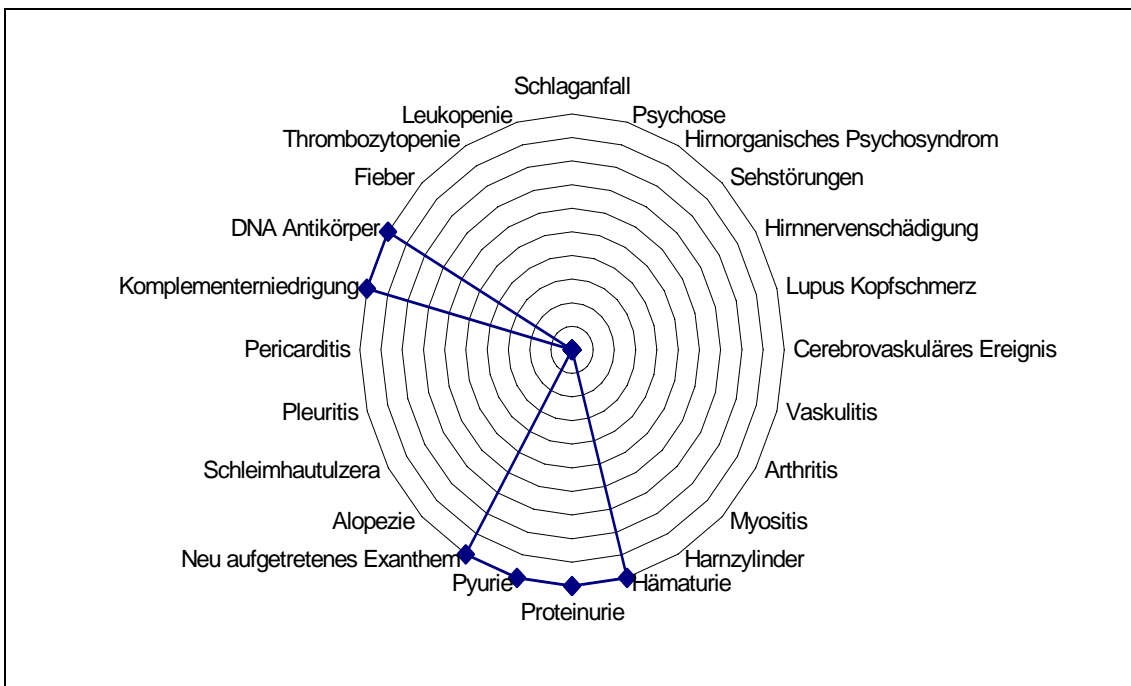 Schlaganfall
Psychose
Hirnorganisches Psychosyndrom
Sehstörungen
Hirnnervenschädigung
Lupus Kopfschmerz
Cerebrovaskuläres Ereignis
Vaskulitis
Arthritis
Myositis
Harnzylinder
Hämaturie
Proteinurie
Pyurie
Neu aufgetretenes Exanthem
Alopezie
Schleimhautulzera
Pleuritis
Pericarditis
Komplementerniedrigung
DNA Antikörper
Fieber
Thrombozytopenie
Leukopenie